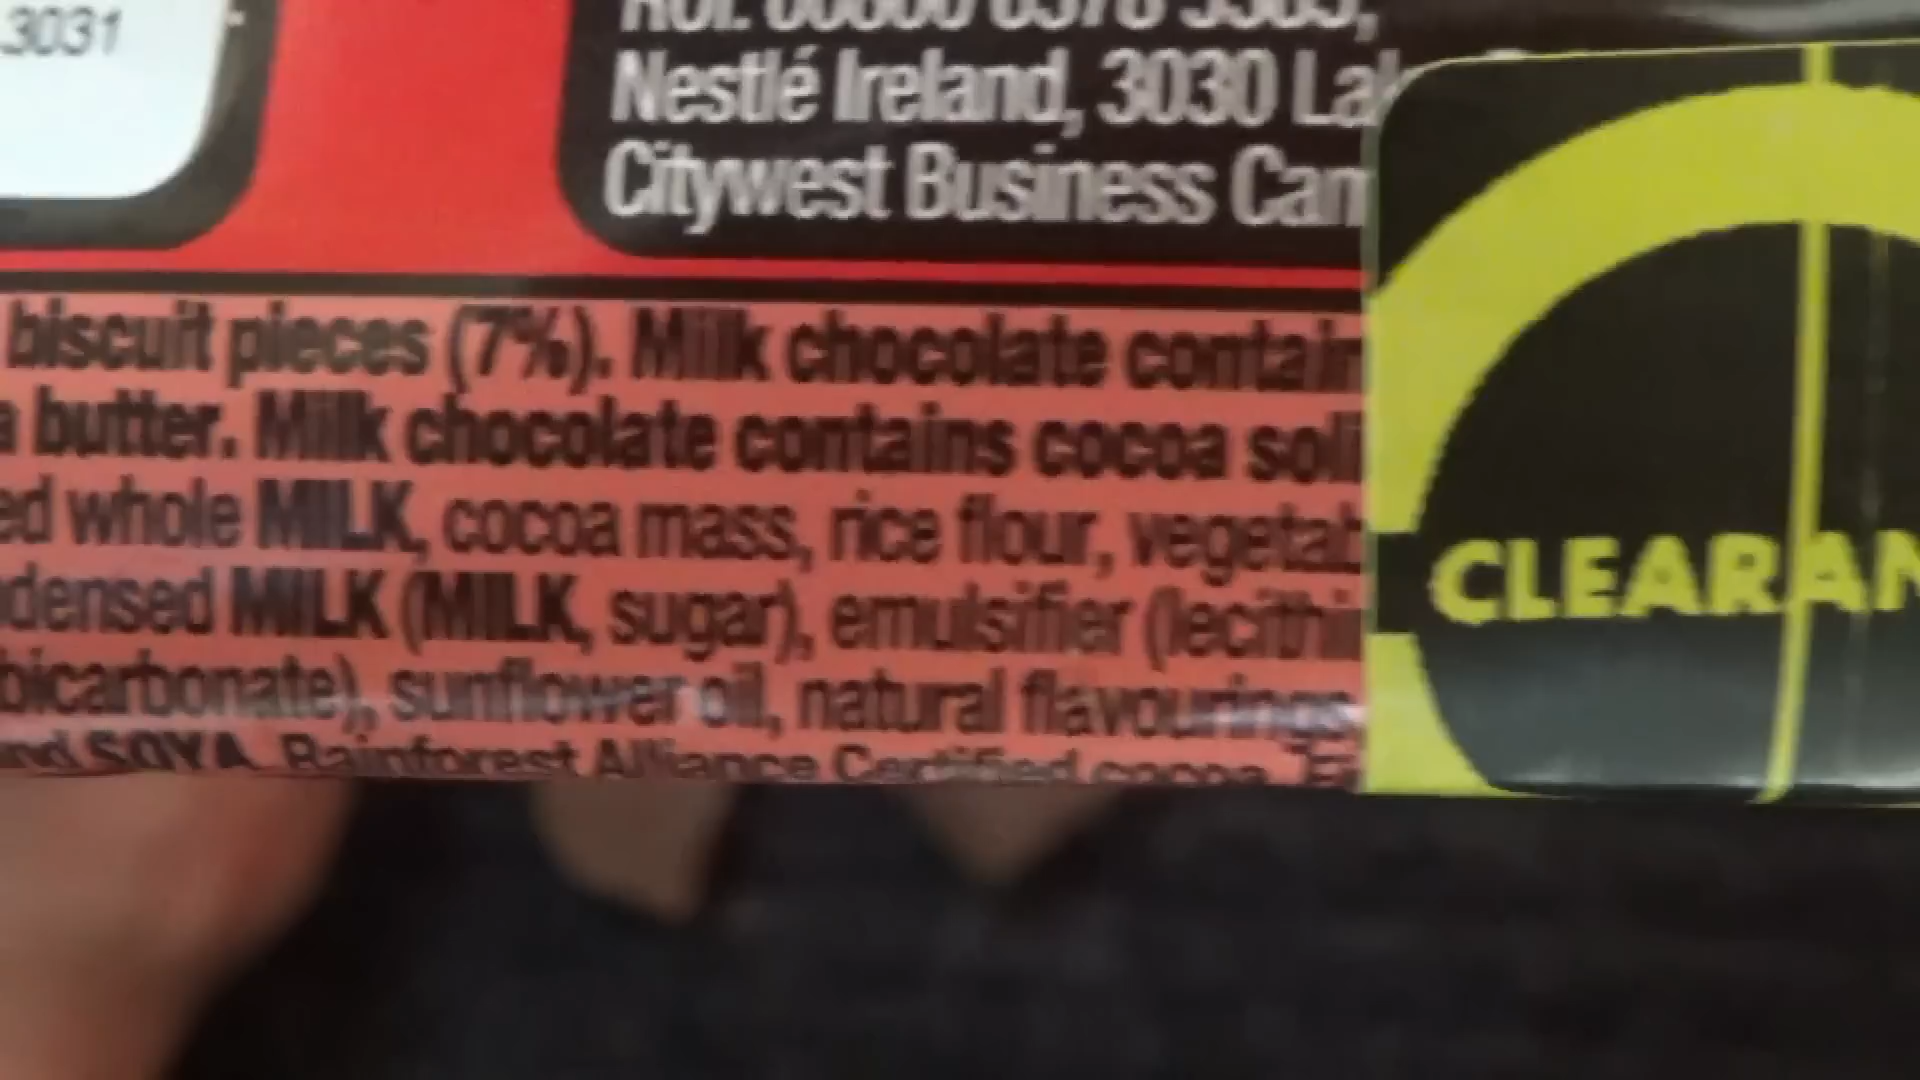 3031
Nestlé Ireland, 3030 La
Citywest Business Cam
biscuit pieces (7%). Milk chocolate contain
a butter. Milk chocolate contains cocoa soli
ed whole MILK, cocoa mass, rice flour, vegetab
densed MILK (MILK, sugar), emulsifier (lecithi
bicarbonate), sunflower oil, natural flavourings
nd SOYA. Rainforest Alliance Certified cocoa.
CLEARAN